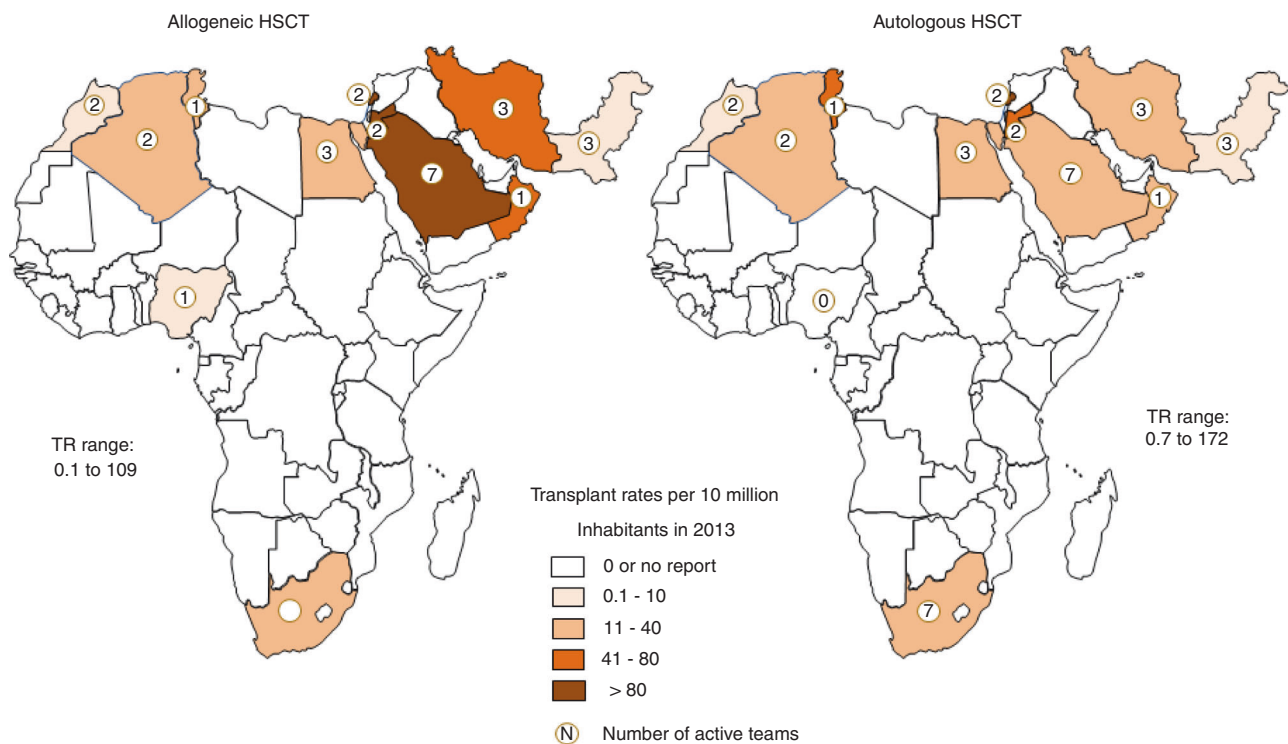 Allogeneic HSCT
2
1
2
3
2
2
7
3
3
1
1
TR range:
0.1 to 109
Autologous HSCT
2
1
2
3
2
2
7
3
3
1
0
7
TR range:
0.7 to 172
Transplant rates per 10 million
Inhabitants in 2013
0 or no report
0.1 - 10
11 - 40
41 - 80
> 80
N Number of active teams